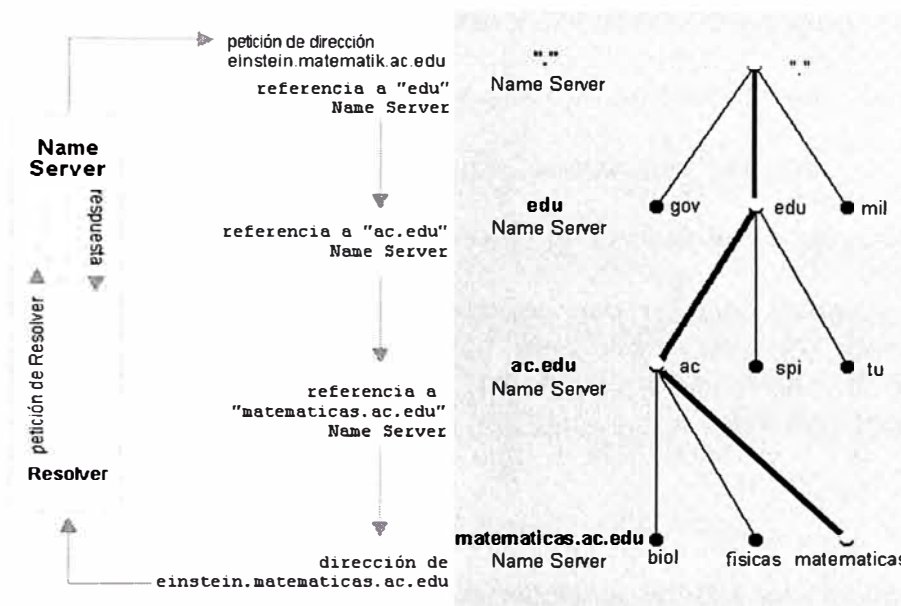 petición de dirección
einstein.matematik.ac.edu
referencia a "edu"
Name Server
Name
Server
respuesta
referencia a "ac.edu"
Name Server
petición de Resolver
referencia a
"matematicas.ac.edu"
Name Server
Resolver
dirección de
einstein.matematicas.ac.edu
"."
Name Server
"."
edu
Name Server
gov
edu
mil
ac.edu
Name Server
ac
spi
tu
matematicas.ac.edu
Name Server
biol
fisicas
matematicas